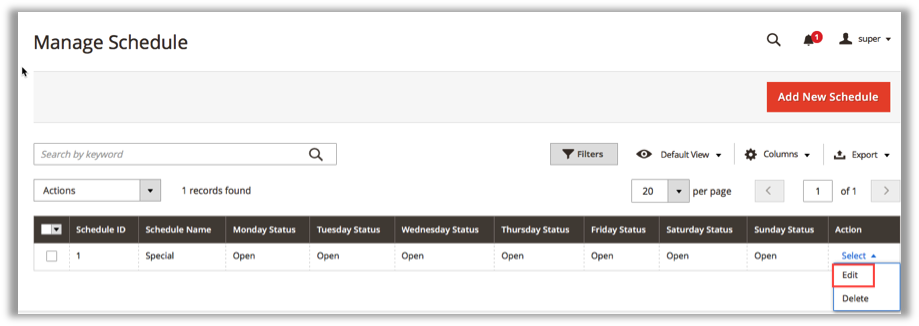 Manage Schedule
1
super
Add New Schedule
Search by keyword
Filters
Default View
Columns
Export
Actions
1 records found
20
per page
1
of 1
Schedule ID
Schedule Name
Monday Status
Tuesday Status
Wednesday Status
Thursday Status
Friday Status
Saturday Status
Sunday Status
Action
1
Special
Open
Open
Open
Open
Open
Open
Open
Select
Edit
Delete